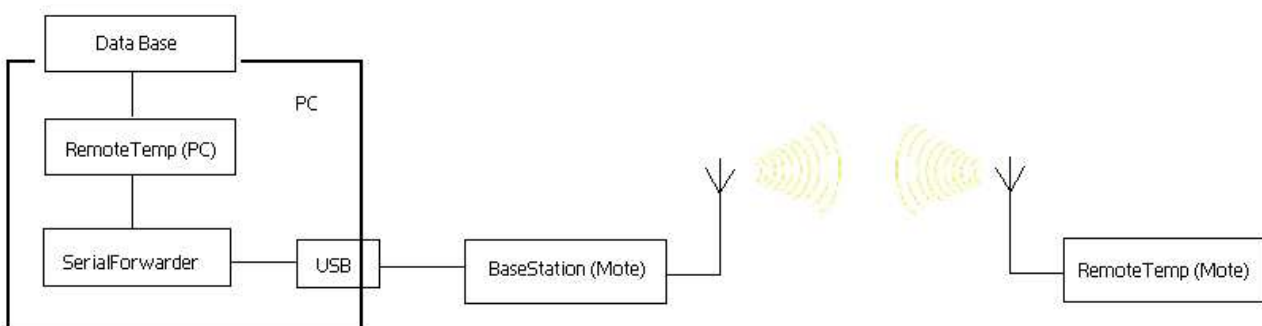 Data Base
PC
RemoteTemp (PC)
SerialForwarder
USB
BaseStation (Mote)
RemoteTemp (Mote)